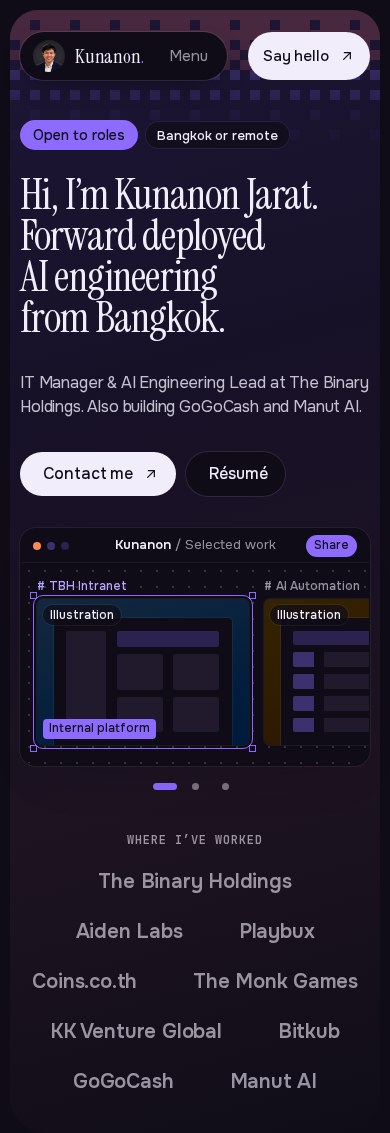 Kunanon.
Menu
Say hello
Open to roles
Bangkok or remote
Hi, I’m Kunanon Jarat.
Forward deployed
AI engineering
from Bangkok.
IT Manager & AI Engineering Lead at The Binary
Holdings. Also building GoGoCash and Manut AI.
Contact me
Résumé
Kunanon / Selected work
Share
# TBH Intranet
# AI Automation
Illustration
Illustration
Internal platform
WHERE I’VE WORKED
The Binary Holdings
Aiden Labs
Playbux
Coins.co.th
The Monk Games
KK Venture Global
Bitkub
GoGoCash
Manut AI